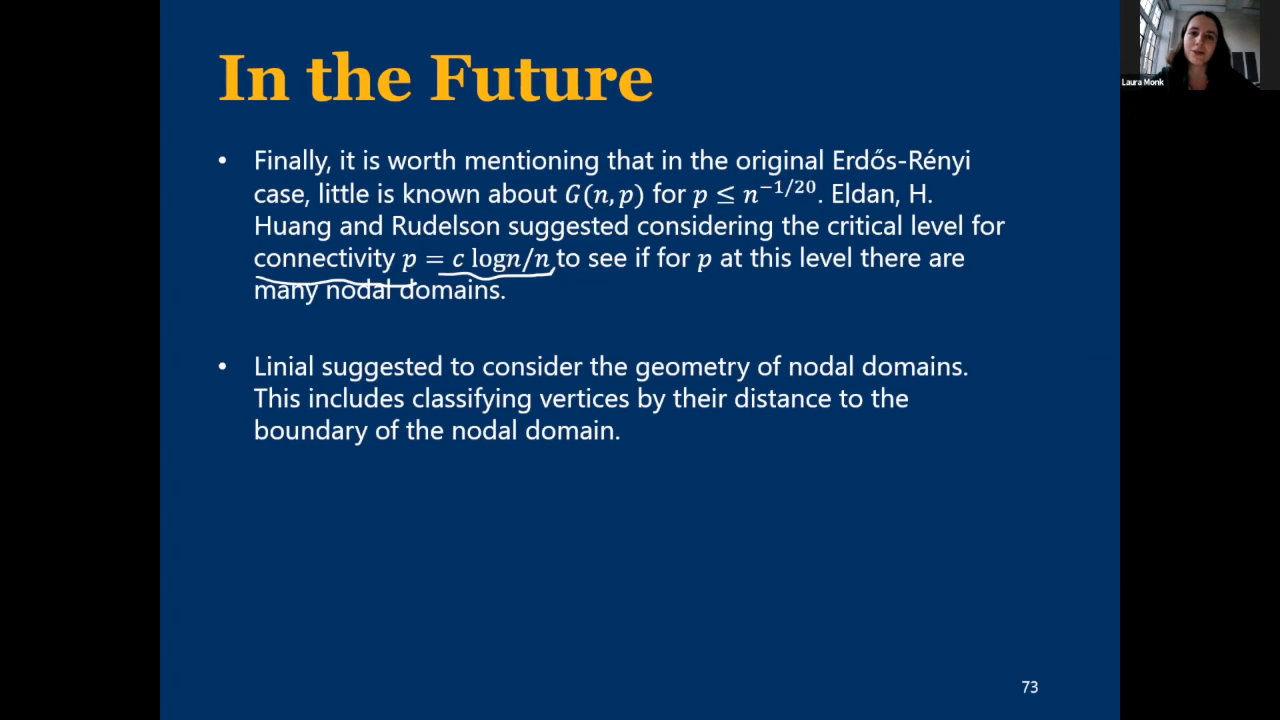 In the Future
• Finally, it is worth mentioning that in the original Erdős-Rényi
case, little is known about G(n, p) for p ≤ n^{−1/20}. Eldan, H.
Huang and Rudelson suggested considering the critical level for
connectivity p = c logn/n to see if for p at this level there are
many nodal domains.
• Linial suggested to consider the geometry of nodal domains.
This includes classifying vertices by their distance to the
boundary of the nodal domain.
73
Laura Monk